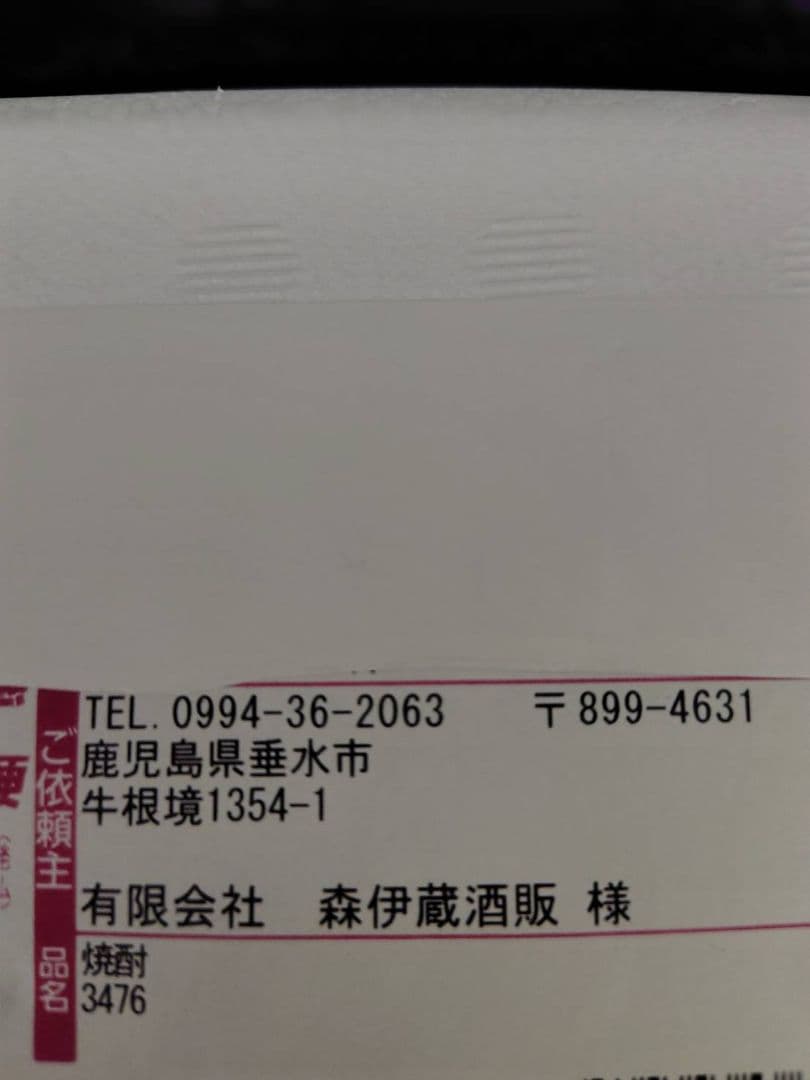 TEL. 0994-36-2063 〒899-4631
鹿児島県垂水市
牛根境1354-1
有限会社 森伊蔵酒販 様
ご依頼主
品名
焼酎
3476
便